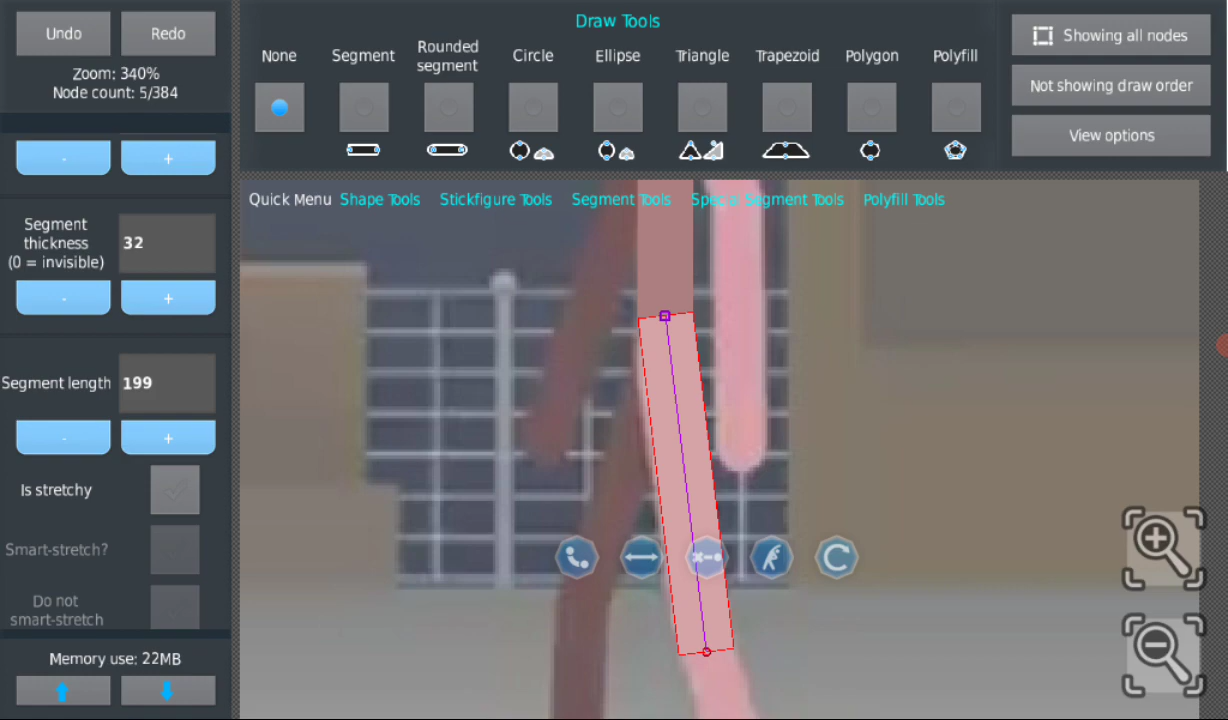 Undo
Redo
Zoom: 340%
Node count: 5/384
-
+
Segment
thickness
(0 = invisible)
32
-
+
Segment length
199
-
+
Is stretchy
Smart-stretch?
Do not
smart-stretch
Memory use: 22MB
Draw Tools
None
Segment
Rounded
segment
Circle
Ellipse
Triangle
Trapezoid
Polygon
Polyfill
Showing all nodes
Not showing draw order
View options
Quick Menu
Shape Tools
Stickfigure Tools
Segment Tools
Special Segment Tools
Polyfill Tools